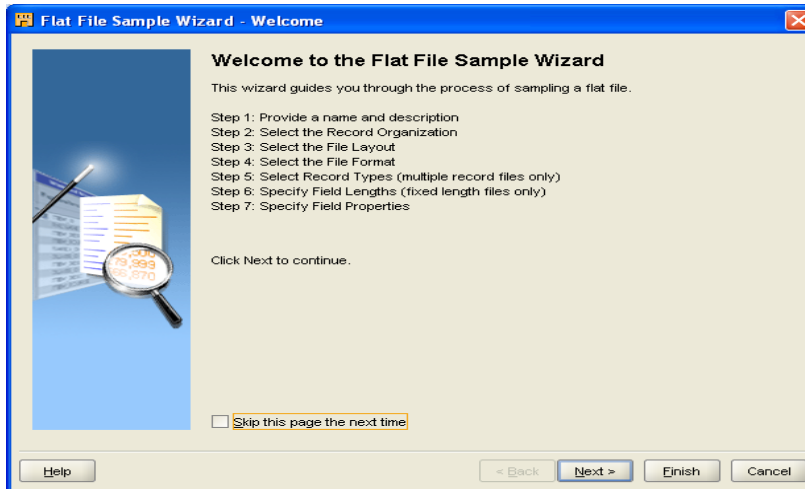 Flat File Sample Wizard - Welcome
Welcome to the Flat File Sample Wizard
This wizard guides you through the process of sampling a flat file.
Step 1: Provide a name and description
Step 2: Select the Record Organization
Step 3: Select the File Layout
Step 4: Select the File Format
Step 5: Select Record Types (multiple record files only)
Step 6: Specify Field Lengths (fixed length files only)
Step 7: Specify Field Properties
Click Next to continue.
Skip this page the next time
Help < Back Next > Finish Cancel